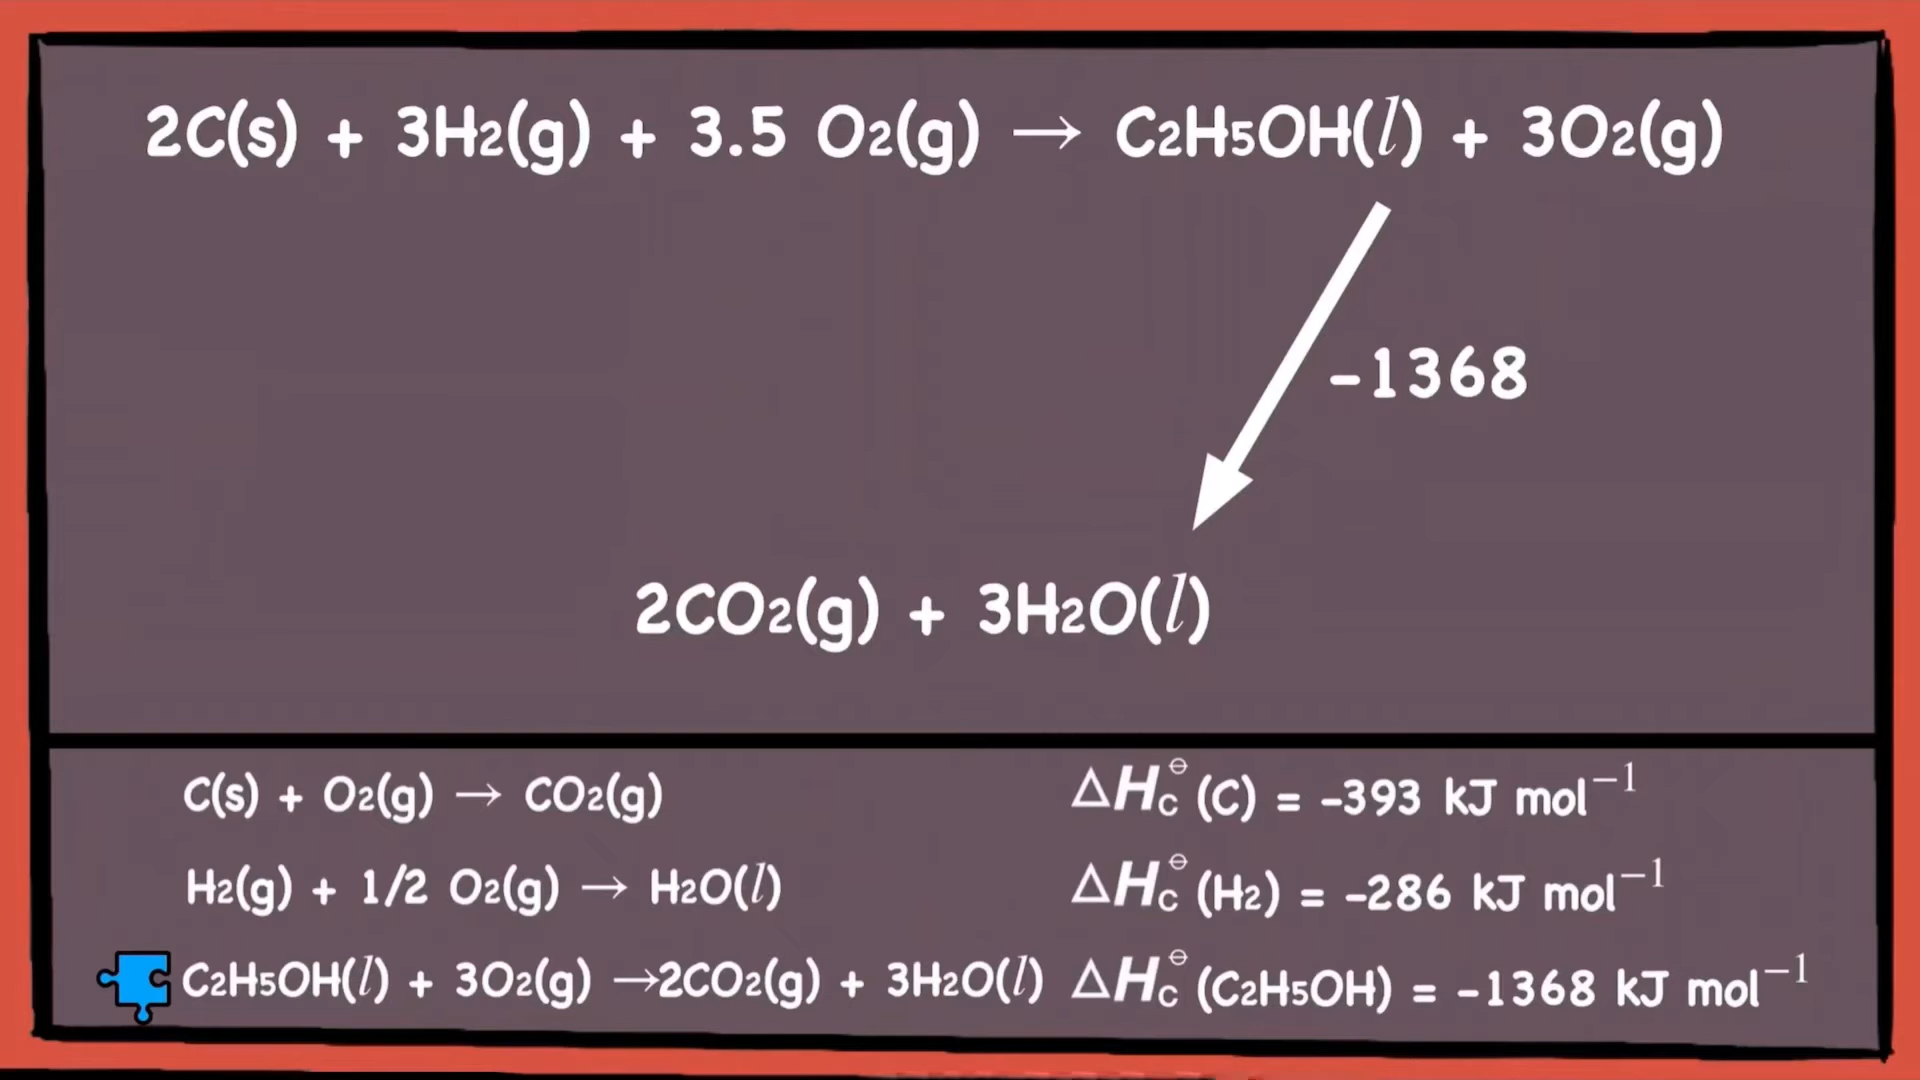 2C(s) + 3H2(g) + 3.5 O2(g) → C2H5OH(l) + 3O2(g)
-1368
2CO2(g) + 3H2O(l)
C(s) + O2(g) → CO2(g) ΔHc⊖ (C) = -393 kJ mol⁻¹
H2(g) + 1/2 O2(g) → H2O(l) ΔHc⊖ (H2) = -286 kJ mol⁻¹
C2H5OH(l) + 3O2(g) →2CO2(g) + 3H2O(l) ΔHc⊖ (C2H5OH) = -1368 kJ mol⁻¹